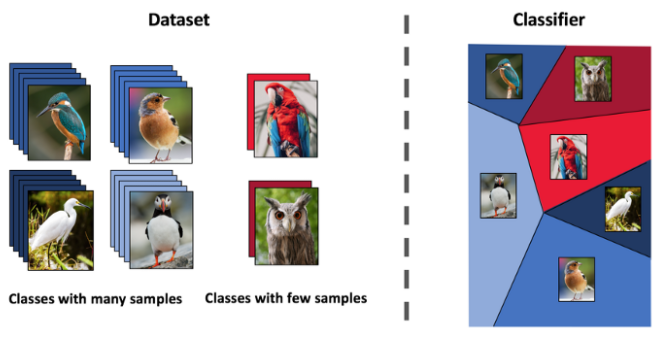 Dataset
Classifier
Classes with many samples
Classes with few samples